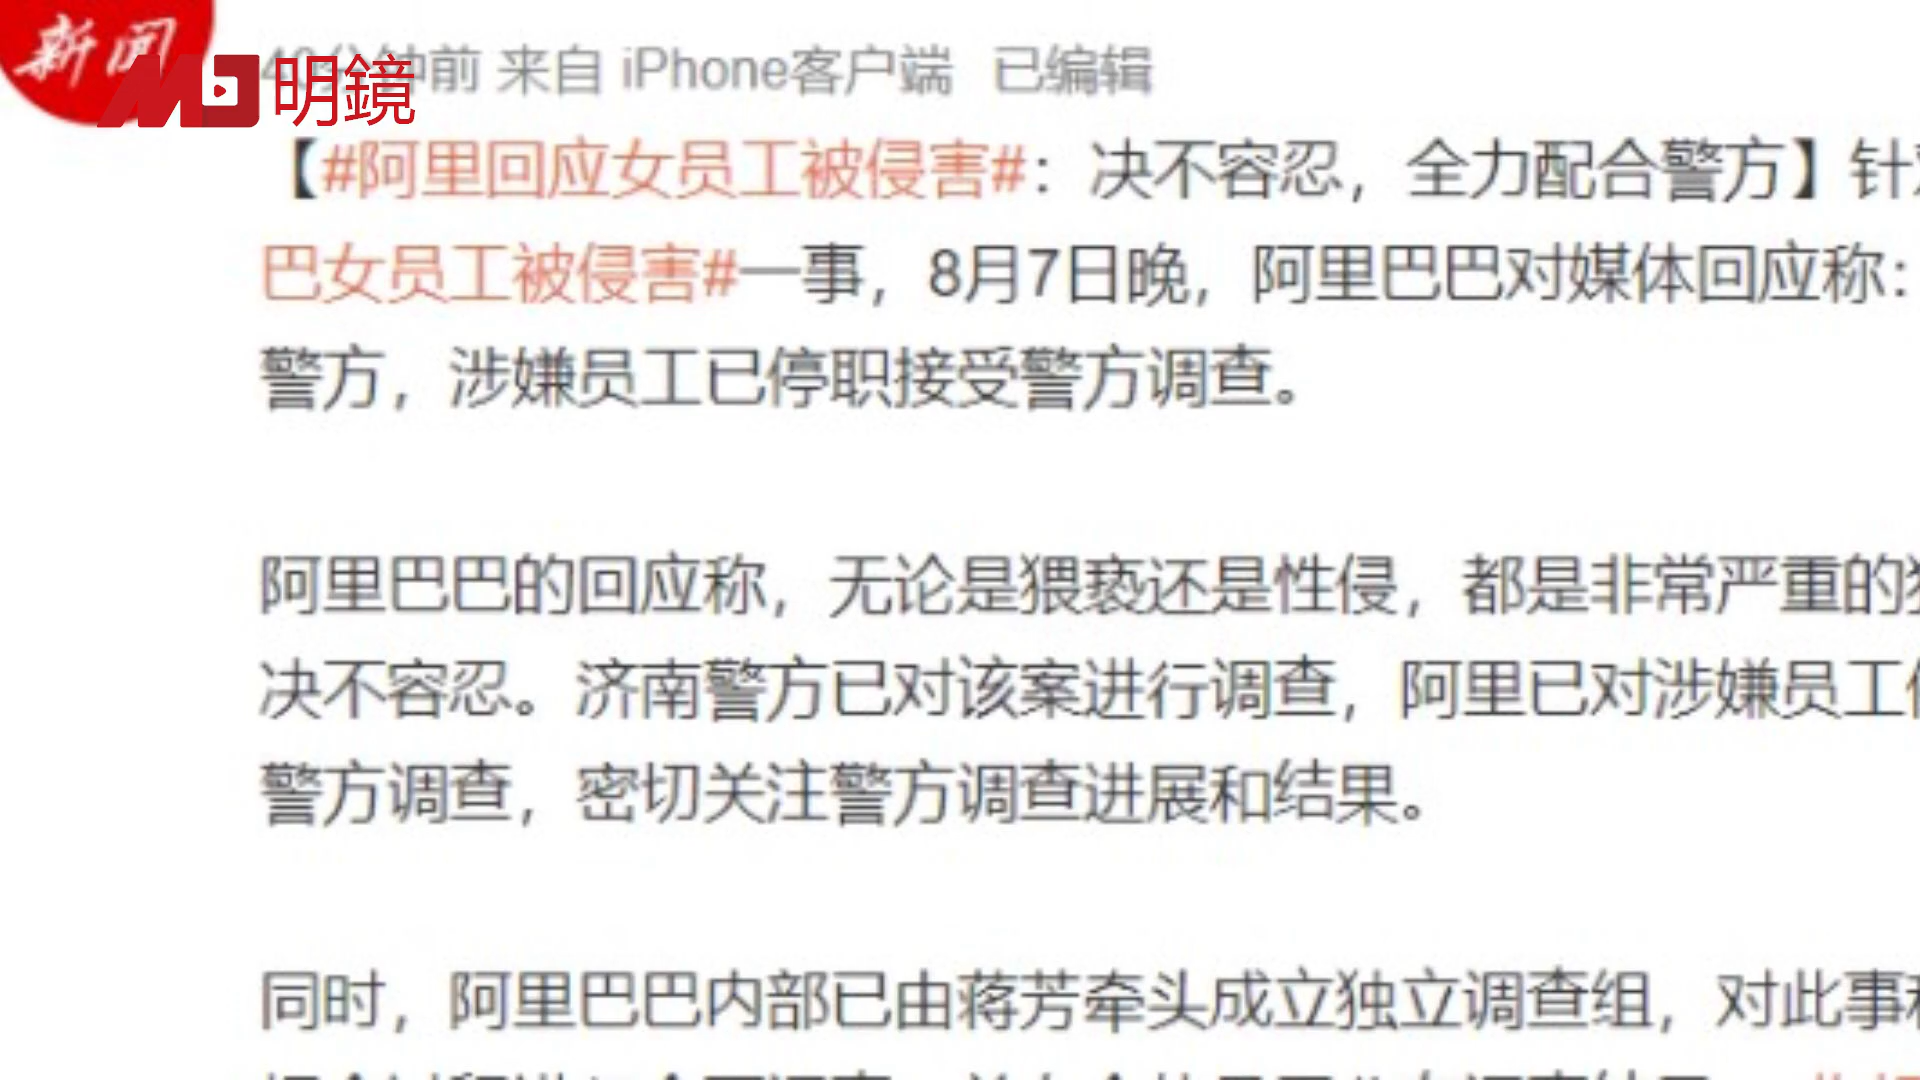 新闻
明鏡
40分钟前 来自 iPhone客户端 已编辑
【#阿里回应女员工被侵害#：决不容忍，全力配合警方】针对
巴女员工被侵害#一事，8月7日晚，阿里巴巴对媒体回应称：
警方，涉嫌员工已停职接受警方调查。
阿里巴巴的回应称，无论是猥亵还是性侵，都是非常严重的
决不容忍。济南警方已对该案进行调查，阿里已对涉嫌员工
警方调查，密切关注警方调查进展和结果。
同时，阿里巴巴内部已由蒋芳牵头成立独立调查组，对此事